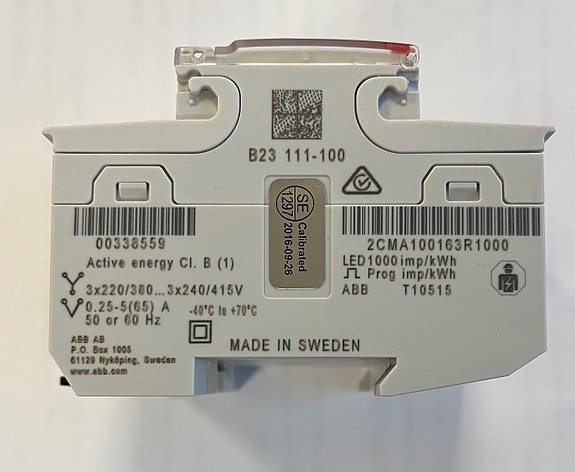 B23 111-100
SE
1297
Calibrated
2016-09-26
00338559
Active energy Cl. B (1)
3x220/380...3x240/415V
0.25-5(65) A
50 or 60 Hz
-40°C to +70°C
ABB AB
P.O. Box 1005
61129 Nyköping, Sweden
www.abb.com
MADE IN SWEDEN
2CMA100163R1000
LED1000 imp/kWh
Prog imp/kWh
ABB T10515